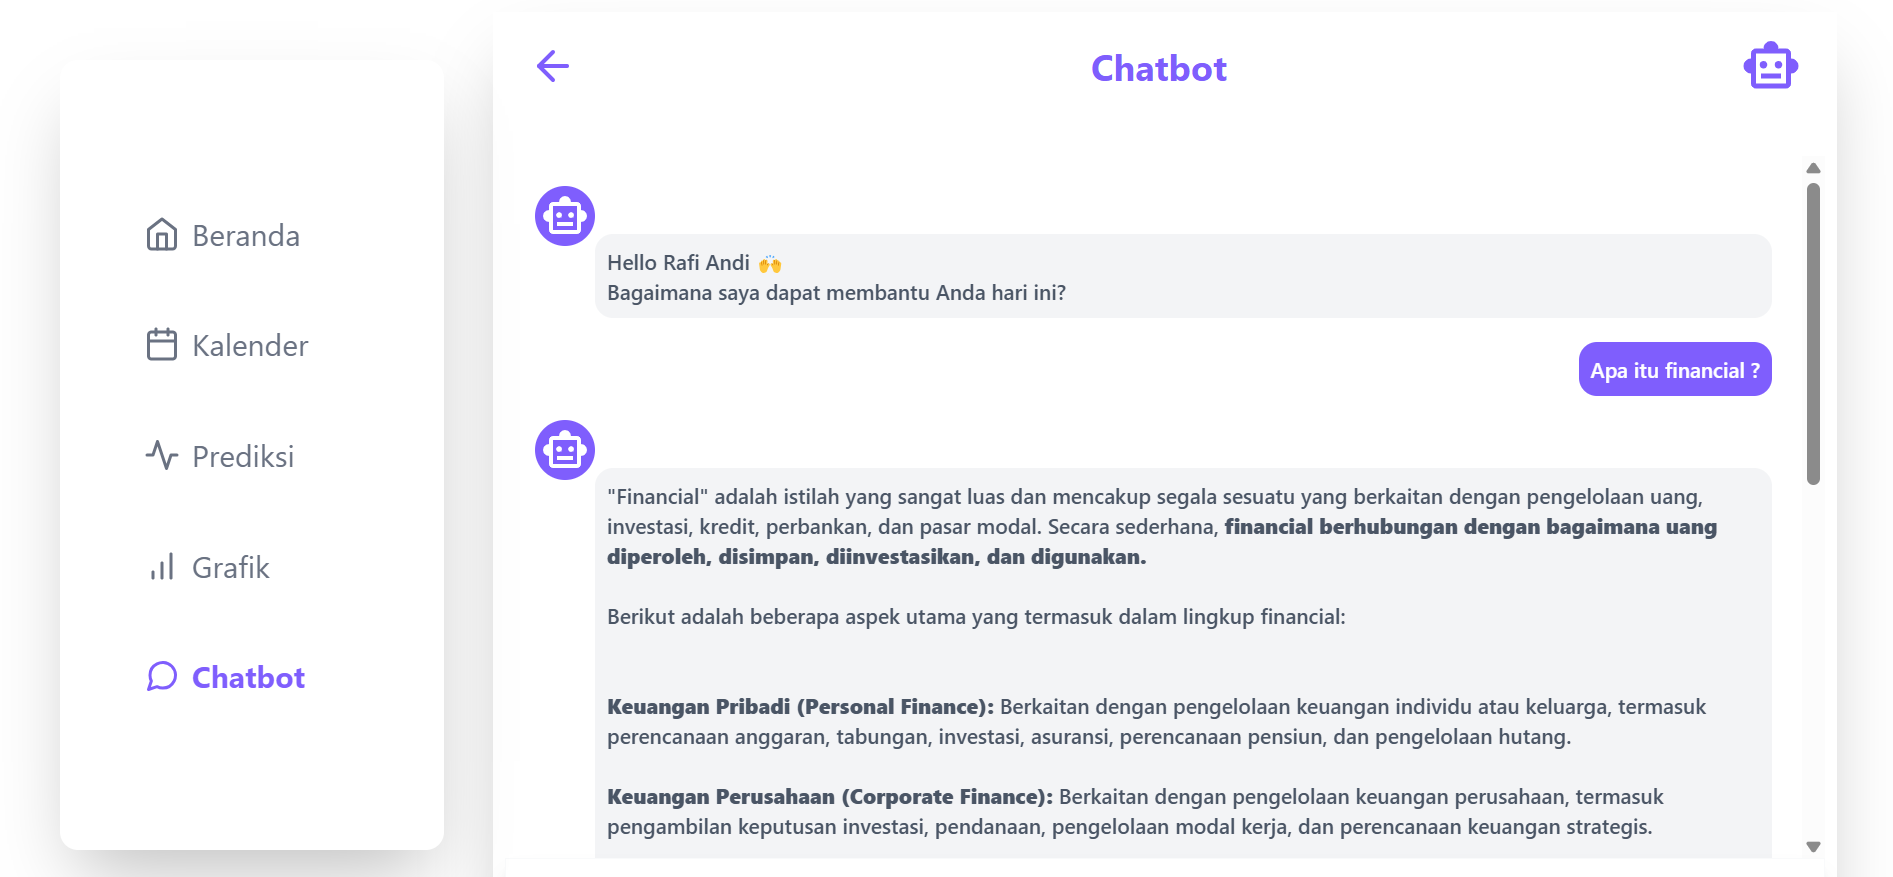 Beranda
Kalender
Prediksi
Grafik
Chatbot
Chatbot
Hello Rafi Andi 🙌
Bagaimana saya dapat membantu Anda hari ini?
Apa itu financial ?
"Financial" adalah istilah yang sangat luas dan mencakup segala sesuatu yang berkaitan dengan pengelolaan uang,
investasi, kredit, perbankan, dan pasar modal. Secara sederhana, financial berhubungan dengan bagaimana uang
diperoleh, disimpan, diinvestasikan, dan digunakan.
Berikut adalah beberapa aspek utama yang termasuk dalam lingkup financial:
Keuangan Pribadi (Personal Finance): Berkaitan dengan pengelolaan keuangan individu atau keluarga, termasuk
perencanaan anggaran, tabungan, investasi, asuransi, perencanaan pensiun, dan pengelolaan hutang.
Keuangan Perusahaan (Corporate Finance): Berkaitan dengan pengelolaan keuangan perusahaan, termasuk
pengambilan keputusan investasi, pendanaan, pengelolaan modal kerja, dan perencanaan keuangan strategis.